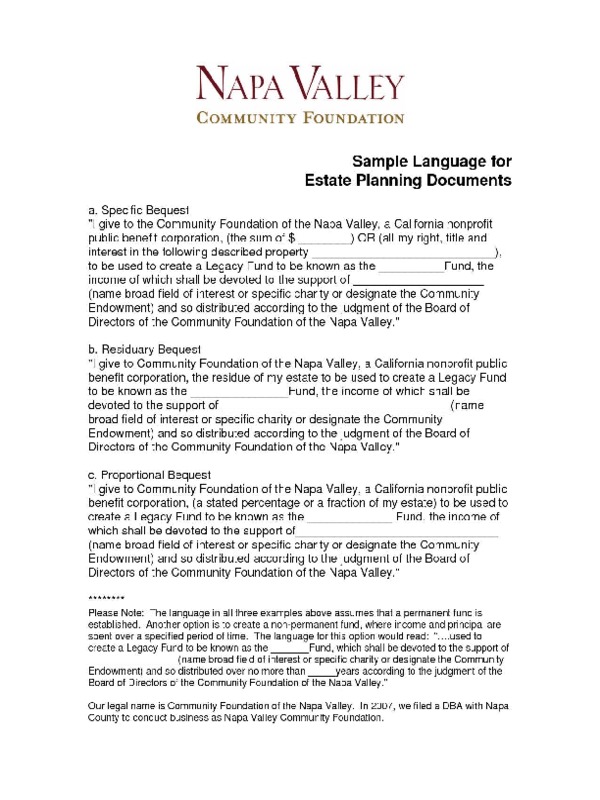 NAPA VALLEY
COMMUNITY FOUNDATION
Sample Language for
Estate Planning Documents
a. Specific Bequest
"I give to the Community Foundation of the Napa Valley, a California nonprofit
public benefit corporation, (the sum of $ ________) OR (all my right, title and
interest in the following described property ____________________________),
to be used to create a Legacy Fund to be known as the __________Fund, the
income of which shall be devoted to the support of ____________________
(name broad field of interest or specific charity or designate the Community
Endowment) and so distributed according to the judgment of the Board of
Directors of the Community Foundation of the Napa Valley."
b. Residuary Bequest
"I give to Community Foundation of the Napa Valley, a California nonprofit public
benefit corporation, the residue of my estate to be used to create a Legacy Fund
to be known as the _______________Fund, the income of which shall be
devoted to the support of ___________________________________ (name
broad field of interest or specific charity or designate the Community
Endowment) and so distributed according to the judgment of the Board of
Directors of the Community Foundation of the Napa Valley."
c. Proportional Bequest
"I give to Community Foundation of the Napa Valley, a California nonprofit public
benefit corporation, (a stated percentage or a fraction of my estate) to be used to
create a Legacy Fund to be known as the _____________ Fund, the income of
which shall be devoted to the support of_______________________________
(name broad field of interest or specific charity or designate the Community
Endowment) and so distributed according to the judgment of the Board of
Directors of the Community Foundation of the Napa Valley."
********
Please Note: The language in all three examples above assumes that a permanent fund is
established. Another option is to create a non-permanent fund, where income and principal are
spent over a specified period of time. The language for this option would read: "….used to
create a Legacy Fund to be known as the _______Fund, which shall be devoted to the support of
________________ (name broad field of interest or specific charity or designate the Community
Endowment) and so distributed over no more than _____years according to the judgment of the
Board of Directors of the Community Foundation of the Napa Valley."
Our legal name is Community Foundation of the Napa Valley. In 2007, we filed a DBA with Napa
County to conduct business as Napa Valley Community Foundation.